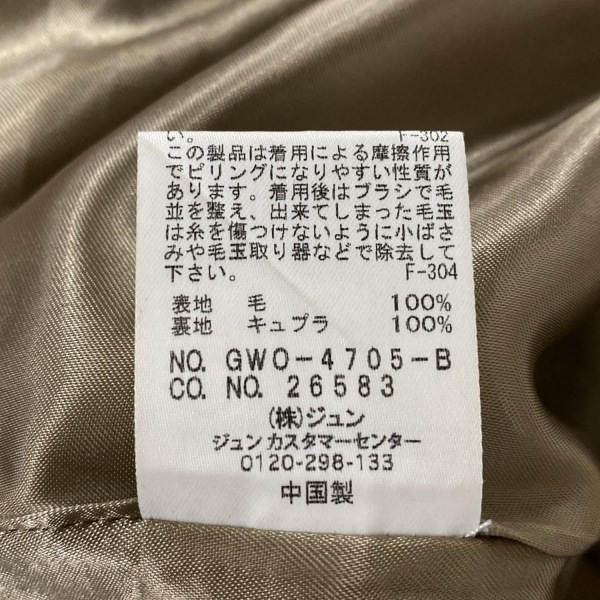 い。 F-302
この製品は着用による摩擦作用
でピリングになりやすい性質が
あります。着用後はブラシで毛
並を整え、出来てしまった毛玉
は糸を傷つけないように小ばさ
みや毛玉取り器などで除去して
下さい。 F-304
表地 毛 100%
裏地 キュプラ 100%
NO. GWO-4705-B
CO. NO. 26583
(株)ジュン
ジュンカスタマーセンター
0120-298-133
中国製